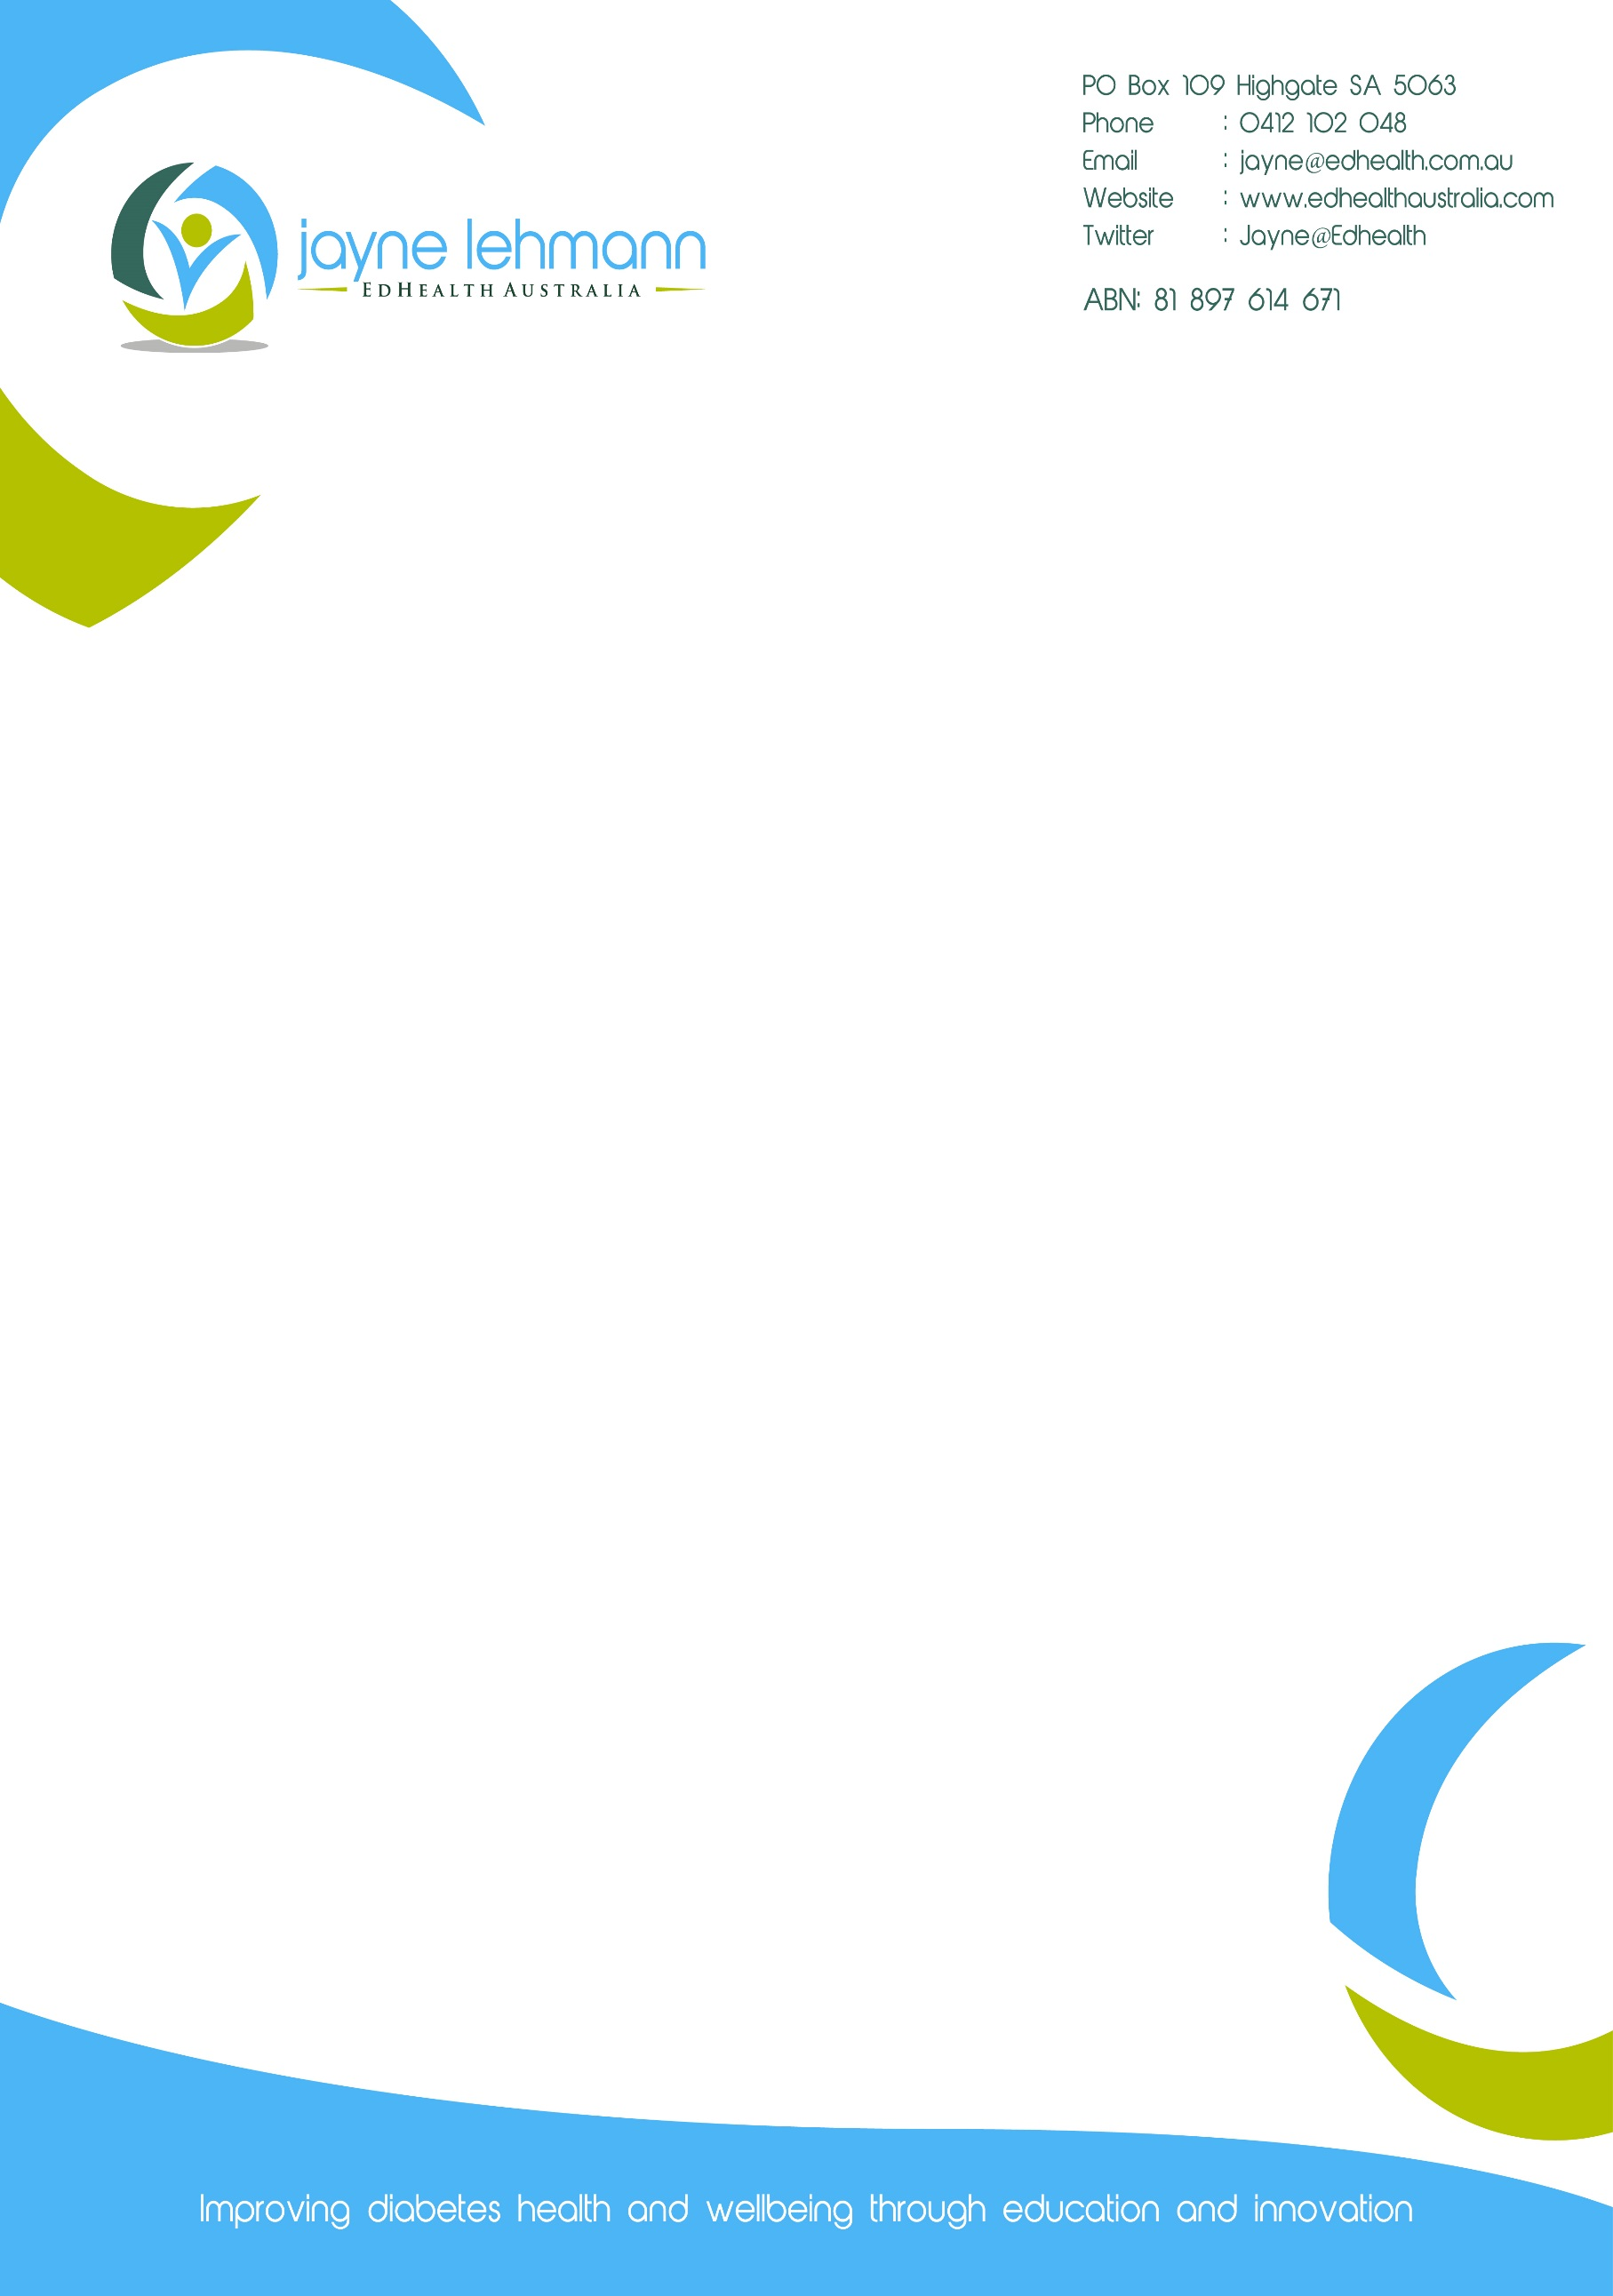 jayne lehmann
EDHEALTH AUSTRALIA
PO Box 109 Highgate SA 5063
Phone : 0412 102 048
Email : jayne@edhealth.com.au
Website : www.edhealthaustralia.com
Twitter : Jayne@Edhealth
ABN: 81 897 614 671
Improving diabetes health and wellbeing through education and innovation